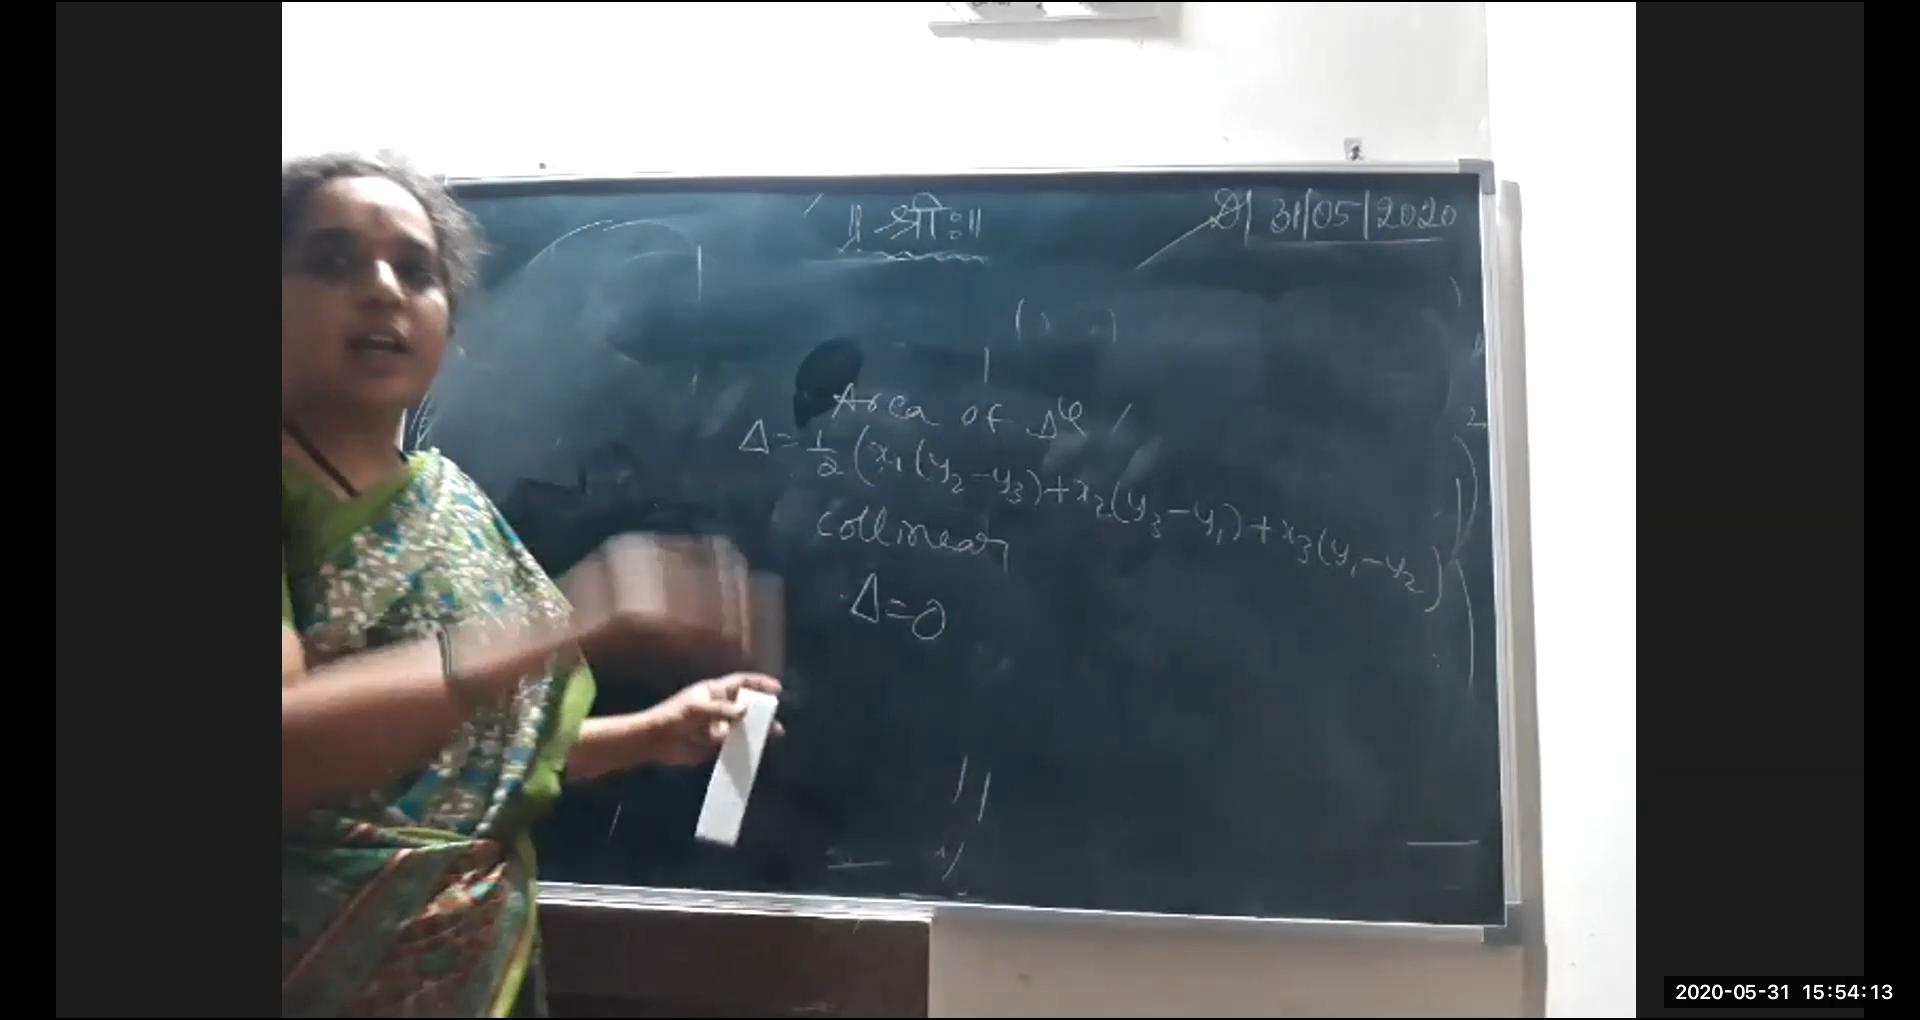 ॥ श्रीः॥
D| 31/05/2020
Area of Δle
Δ = 1/2 (x₁(y₂-y₃)+x₂(y₃-y₁)+x₃(y₁-y₂))
collinear
Δ=0
2020-05-31 15:54:13